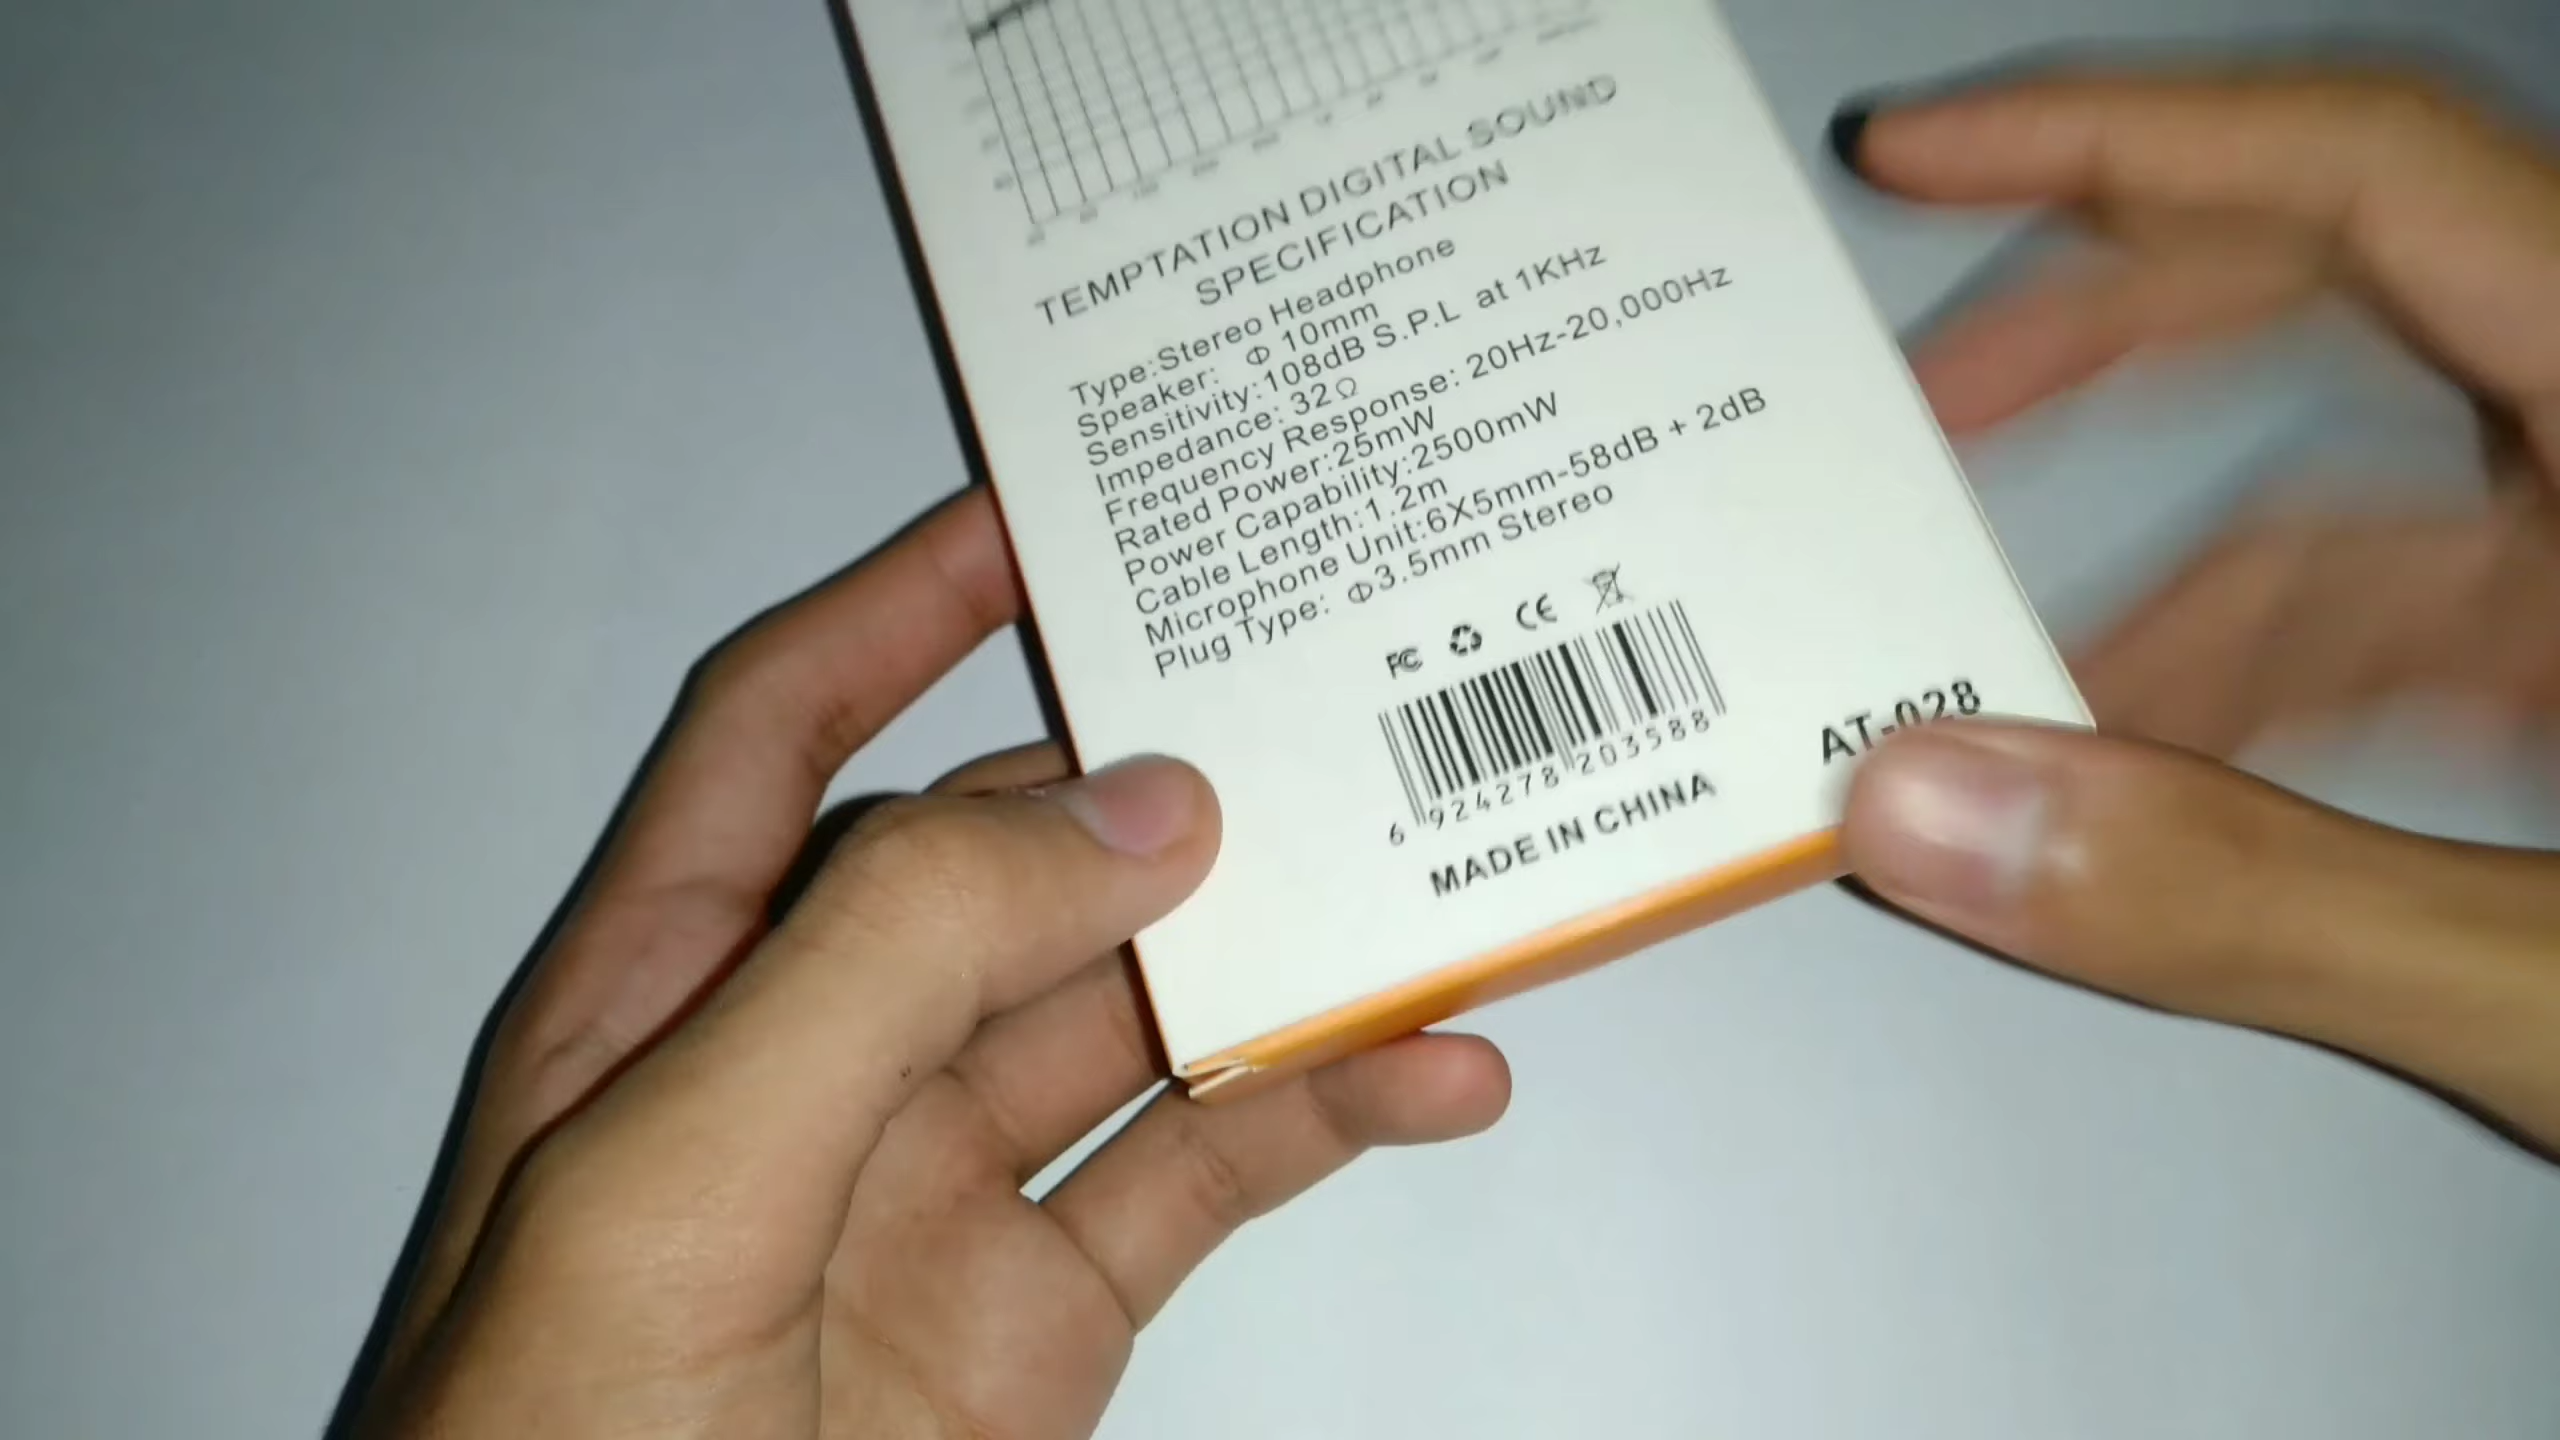 TEMPTATION DIGITAL SOUND
SPECIFICATION
Type:Stereo Headphone
Speaker: Φ 10mm
Sensitivity:108dB S.P.L at 1KHz
Impedance: 32Ω
Frequency Response: 20Hz-20,000Hz
Rated Power:25mW
Power Capability:2500mW
Cable Length:1.2m
Microphone Unit:6X5mm-58dB + 2dB
Plug Type: Φ3.5mm Stereo
FC CE
6 924278 203588
AT-028
MADE IN CHINA